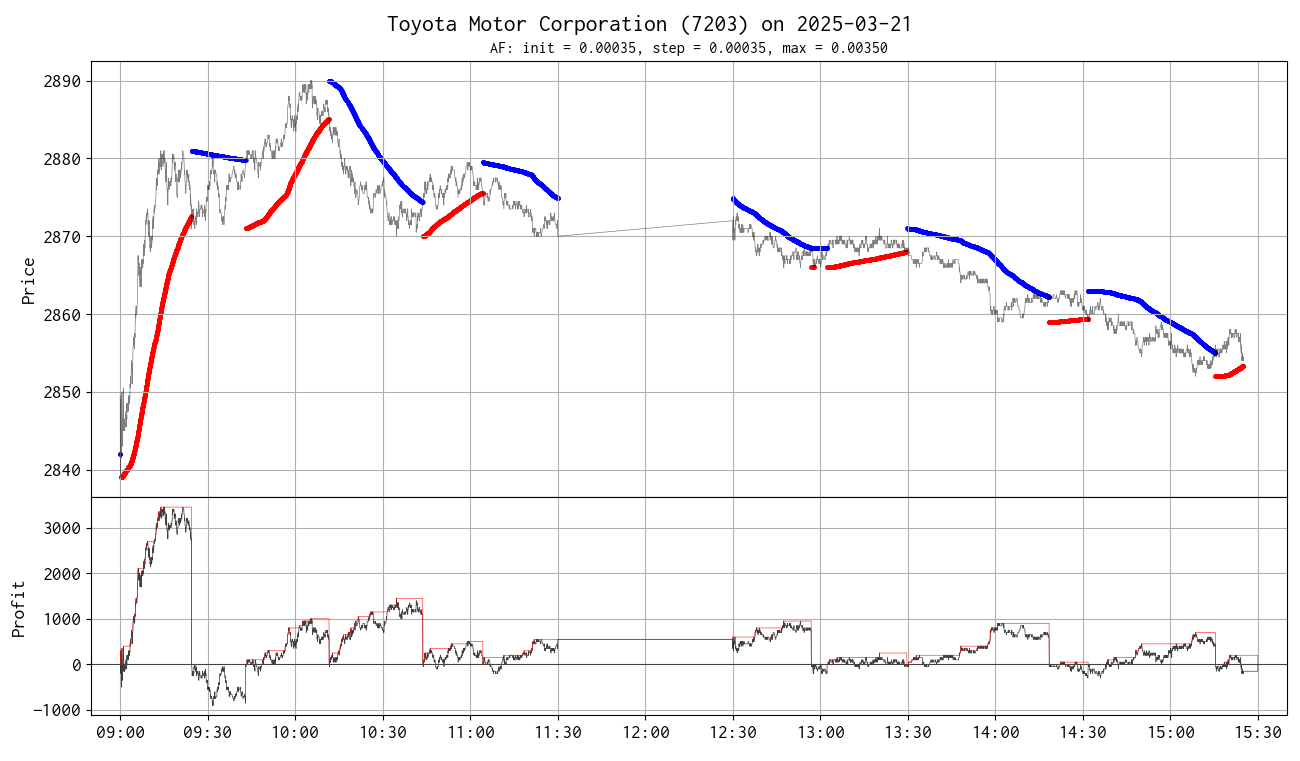 Toyota Motor Corporation (7203) on 2025-03-21
AF: init = 0.00035, step = 0.00035, max = 0.00350
Price
2890
2880
2870
2860
2850
2840
Profit
3000
2000
1000
0
−1000
09:00 09:30 10:00 10:30 11:00 11:30 12:00 12:30 13:00 13:30 14:00 14:30 15:00 15:30